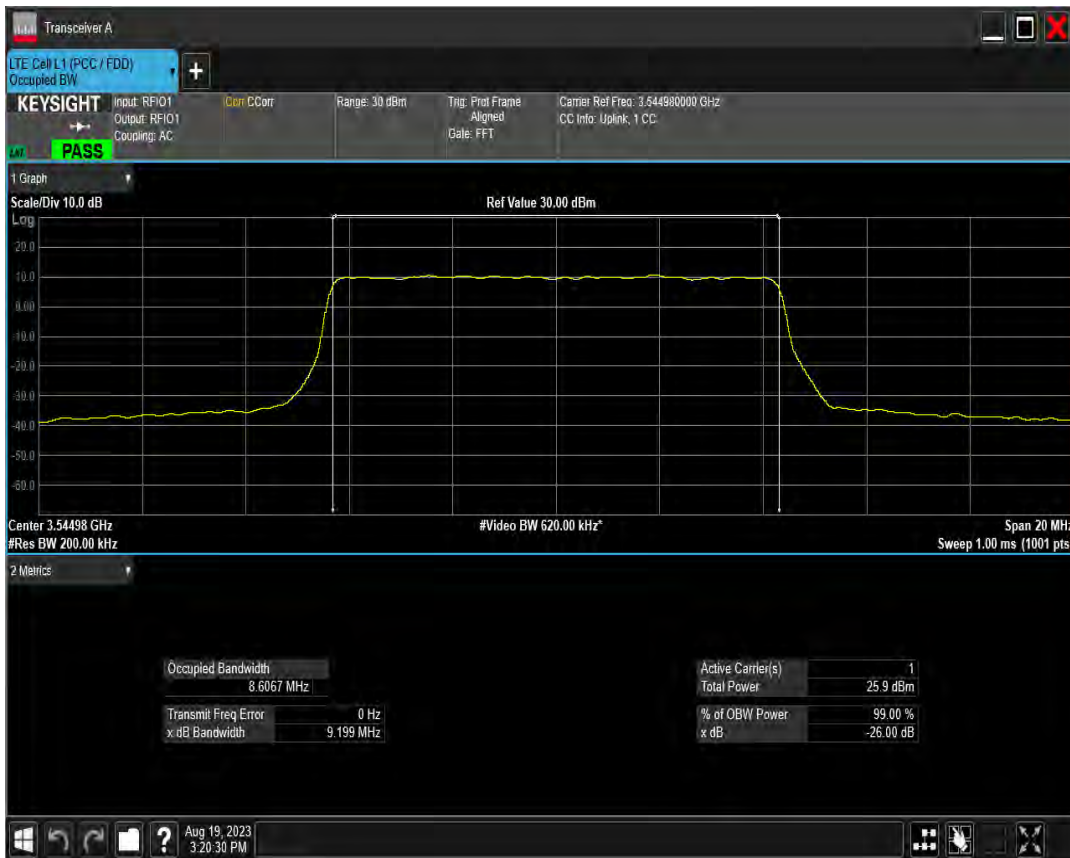 Transceiver A
LTE Cell L1 (PCC / FDD)
Occupied BW
+
KEYSIGHT
Input: RFIO1
Output: RFIO1
Coupling: AC
Corr CCorr
Range: 30 dBm
Trig: Prot Frame
Aligned
Gate: FFT
Carrier Ref Freq: 3.544980000 GHz
CC Info: Uplink, 1 CC
PASS
1 Graph
Scale/Div 10.0 dB
Ref Value 30.00 dBm
Log
20.0
10.0
0.00
-10.0
-20.0
-30.0
-40.0
-50.0
-60.0
Center 3.54498 GHz
#Video BW 620.00 kHz*
Span 20 MHz
#Res BW 200.00 kHz
Sweep 1.00 ms (1001 pts
2 Metrics
Occupied Bandwidth
8.6067 MHz
Transmit Freq Error 0 Hz
x dB Bandwidth 9.199 MHz
Active Carrier(s) 1
Total Power 25.9 dBm
% of OBW Power 99.00 %
x dB -26.00 dB
?
Aug 19, 2023
3:20:30 PM